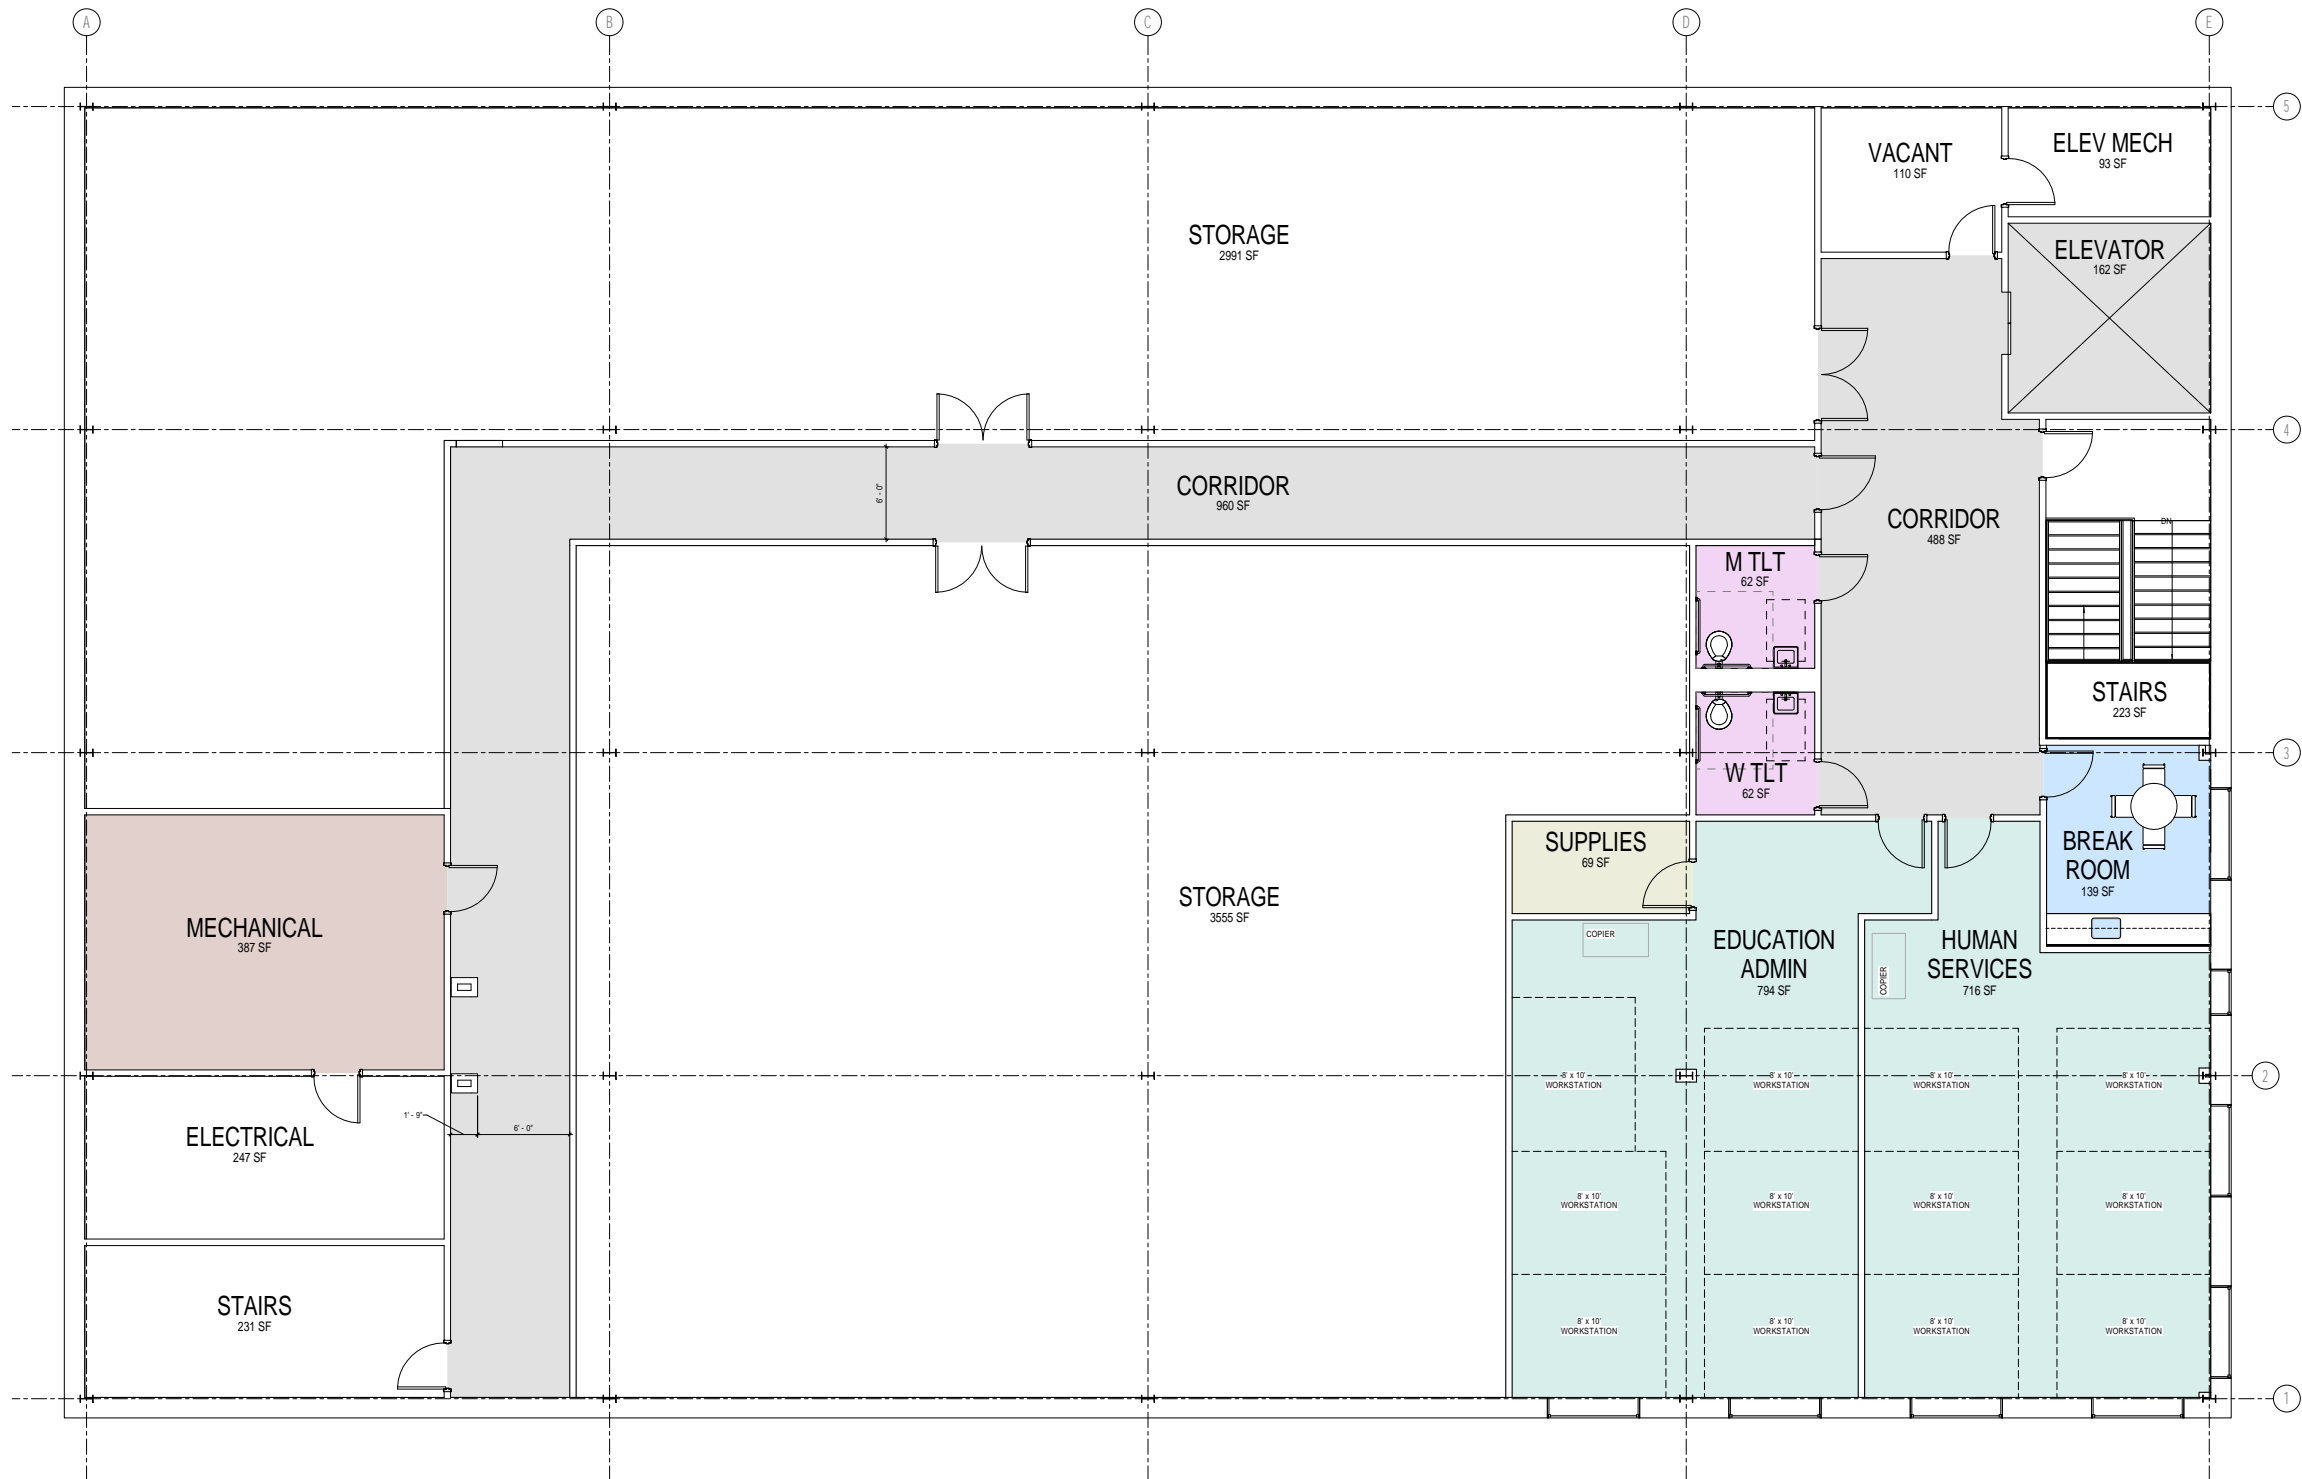 A
B
C
D
E
5
VACANT
110 SF
ELEV MECH
93 SF
STORAGE
2991 SF
ELEVATOR
162 SF
4
6' - 0"
CORRIDOR
960 SF
CORRIDOR
488 SF
DN
M TLT
62 SF
STAIRS
223 SF
3
W TLT
62 SF
SUPPLIES
69 SF
BREAK
ROOM
139 SF
MECHANICAL
387 SF
STORAGE
3555 SF
COPIER
EDUCATION
ADMIN
794 SF
COPIER
HUMAN
SERVICES
716 SF
8' x 10'
WORKSTATION
8' x 10'
WORKSTATION
8' x 10'
WORKSTATION
8' x 10'
WORKSTATION
2
1' - 9"
6' - 0"
ELECTRICAL
247 SF
8' x 10'
WORKSTATION
8' x 10'
WORKSTATION
8' x 10'
WORKSTATION
8' x 10'
WORKSTATION
STAIRS
231 SF
8' x 10'
WORKSTATION
8' x 10'
WORKSTATION
8' x 10'
WORKSTATION
8' x 10'
WORKSTATION
1